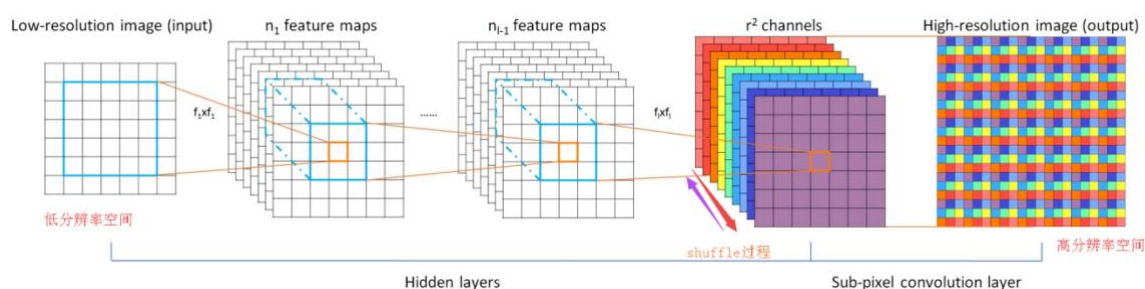 Low-resolution image (input)
n₁ feature maps
nₗ₋₁ feature maps
r² channels
High-resolution image (output)
f₁xf₁
......
fₗxfₗ
低分辨率空间
shuffle过程
高分辨率空间
Hidden layers
Sub-pixel convolution layer